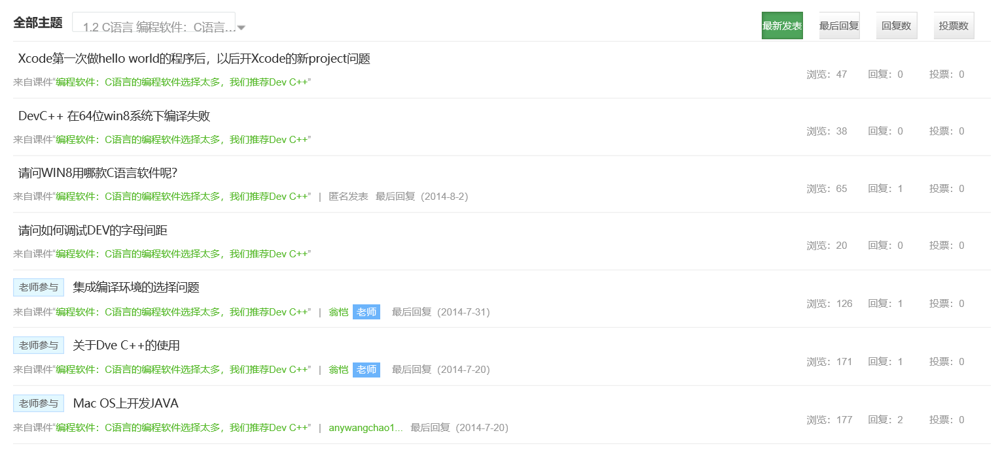 全部主题 1.2 C语言 编程软件：C语言... 最新发表 最后回复 回复数 投票数
Xcode第一次做hello world的程序后，以后开Xcode的新project问题
来自课件“编程软件：C语言的编程软件选择太多，我们推荐Dev C++” 浏览：47 回复：0 投票：0
DevC++ 在64位win8系统下编译失败
来自课件“编程软件：C语言的编程软件选择太多，我们推荐Dev C++” 浏览：38 回复：0 投票：0
请问WIN8用哪款C语言软件呢？
来自课件“编程软件：C语言的编程软件选择太多，我们推荐Dev C++” | 匿名发表 最后回复 (2014-8-2) 浏览：65 回复：1 投票：0
请问如何调试DEV的字母间距
来自课件“编程软件：C语言的编程软件选择太多，我们推荐Dev C++” 浏览：20 回复：0 投票：0
老师参与 集成编译环境的选择问题
来自课件“编程软件：C语言的编程软件选择太多，我们推荐Dev C++” | 翁恺 老师 最后回复 (2014-7-31) 浏览：126 回复：1 投票：0
老师参与 关于Dve C++的使用
来自课件“编程软件：C语言的编程软件选择太多，我们推荐Dev C++” | 翁恺 老师 最后回复 (2014-7-20) 浏览：171 回复：1 投票：0
老师参与 Mac OS上开发JAVA
来自课件“编程软件：C语言的编程软件选择太多，我们推荐Dev C++” | anywangchao1... 最后回复 (2014-7-20) 浏览：177 回复：2 投票：0